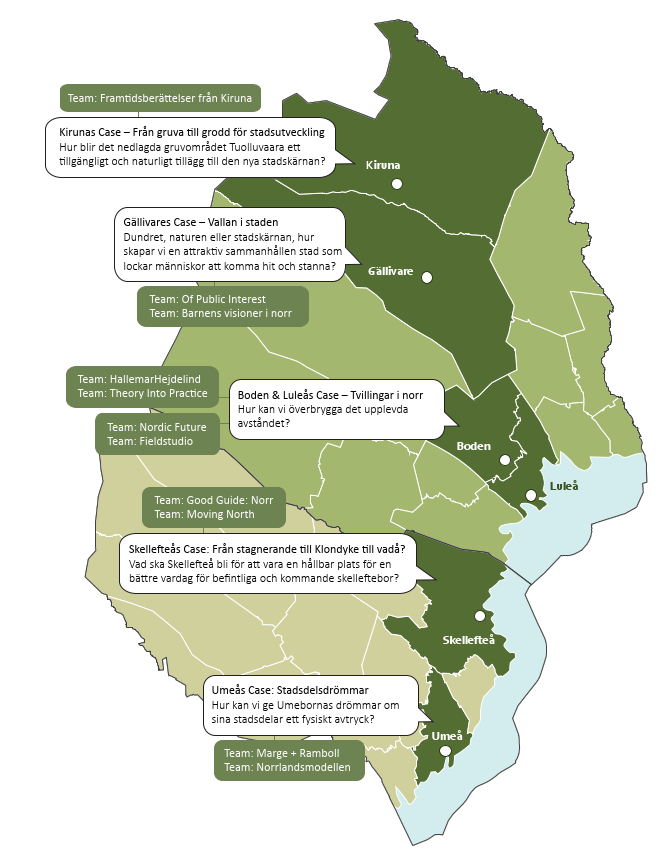 Team: Framtidsberättelser från Kiruna
Kirunas Case – Från gruva till grodd för stadsutveckling
Hur blir det nedlagda gruvområdet Tuolluvaara ett
tillgängligt och naturligt tillägg till den nya stadskärnan?
Kiruna
Gällivares Case – Vallan i staden
Dundret, naturen eller stadskärnan, hur
skapar vi en attraktiv sammanhållen stad som
lockar människor att komma hit och stanna?
Gällivare
Team: Of Public Interest
Team: Barnens visioner i norr
Team: HallemarHejdelind
Team: Theory Into Practice
Boden & Luleås Case – Tvillingar i norr
Hur kan vi överbrygga det upplevda
avståndet?
Team: Nordic Future
Team: Fieldstudio
Boden
Luleå
Team: Good Guide: Norr
Team: Moving North
Skellefteås Case: Från stagnerande till Klondyke till vadå?
Vad ska Skellefteå bli för att vara en hållbar plats för en
bättre vardag för befintliga och kommande skelleftebor?
Skellefteå
Umeås Case: Stadsdelsdrömmar
Hur kan vi ge Umebornas drömmar om
sina stadsdelar ett fysiskt avtryck?
Umeå
Team: Marge + Ramboll
Team: Norrlandsmodellen